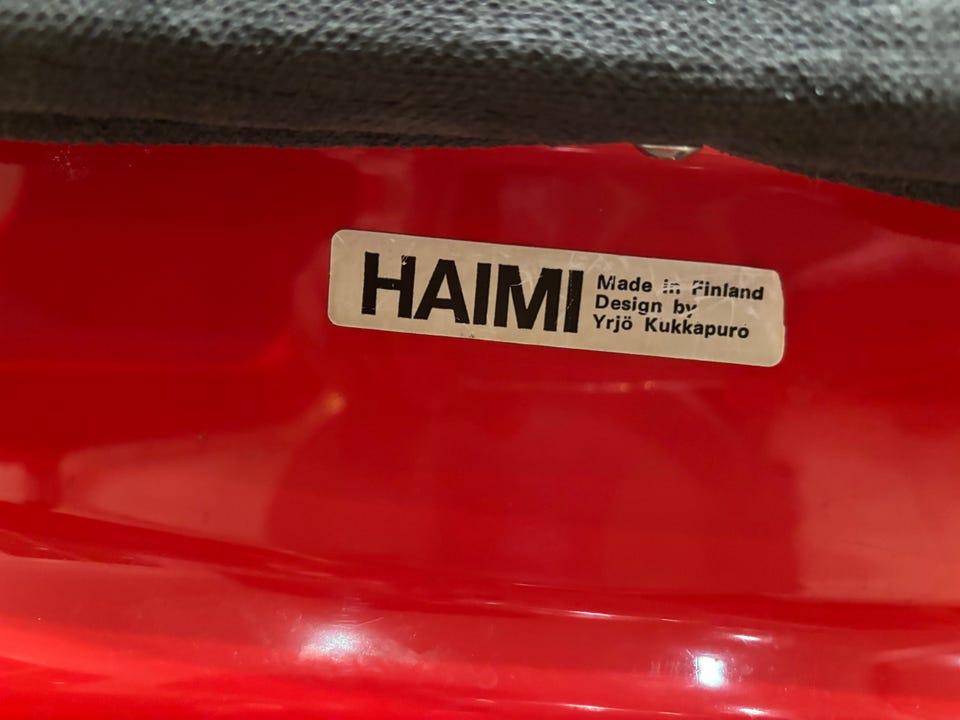 HAIMI
Made in Finland
Design by
Yrjö Kukkapuro